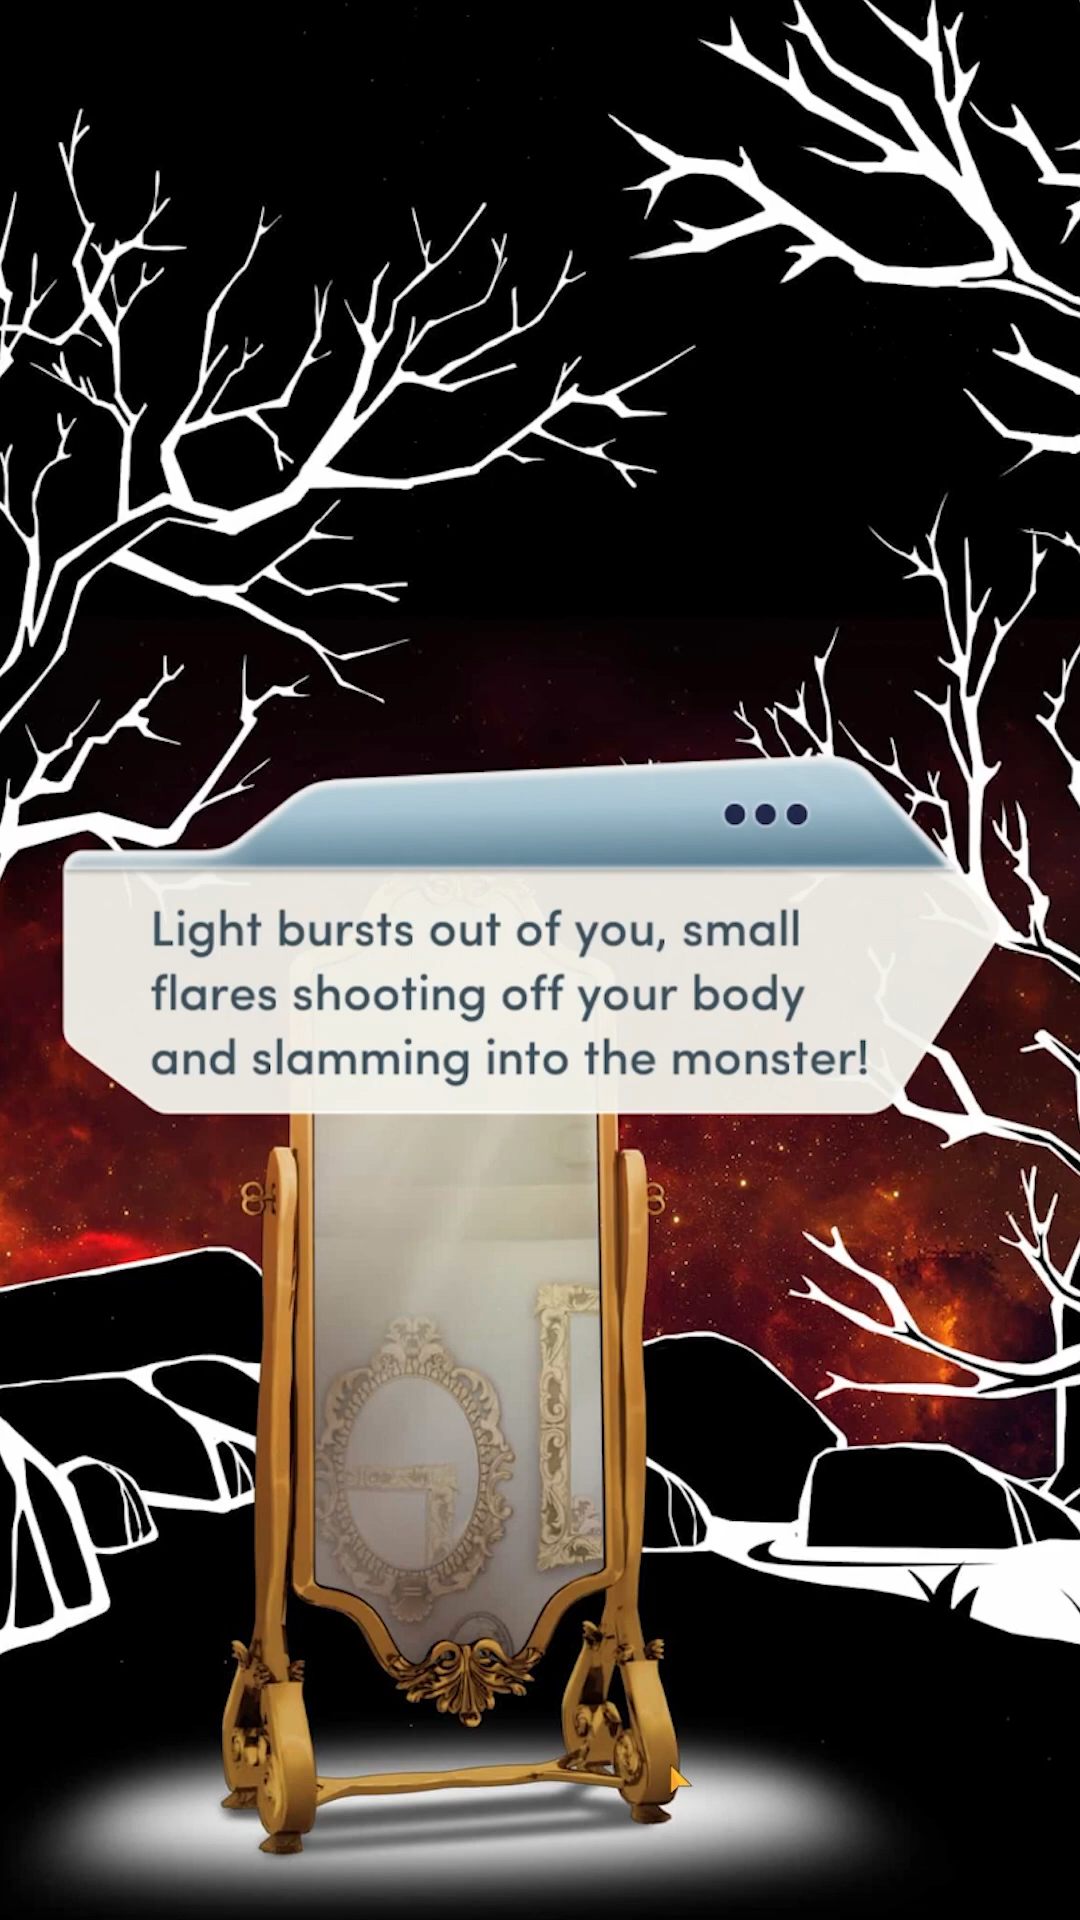 Light bursts out of you, small
flares shooting off your body
and slamming into the monster!